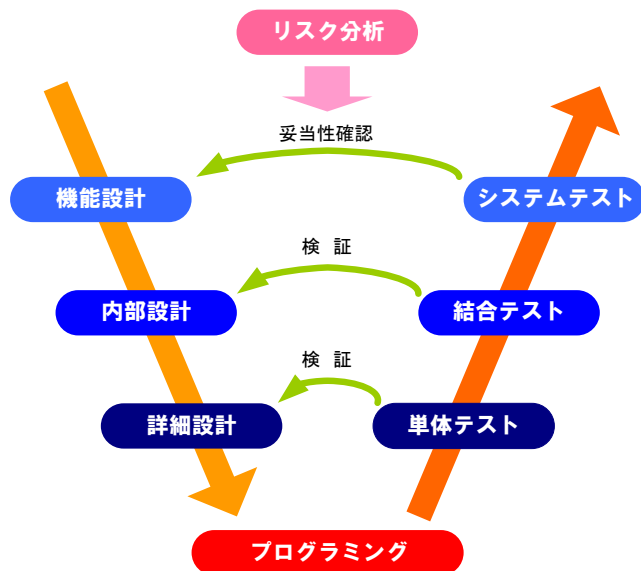 リスク分析
妥当性確認
機能設計
システムテスト
検 証
内部設計
結合テスト
検 証
詳細設計
単体テスト
プログラミング